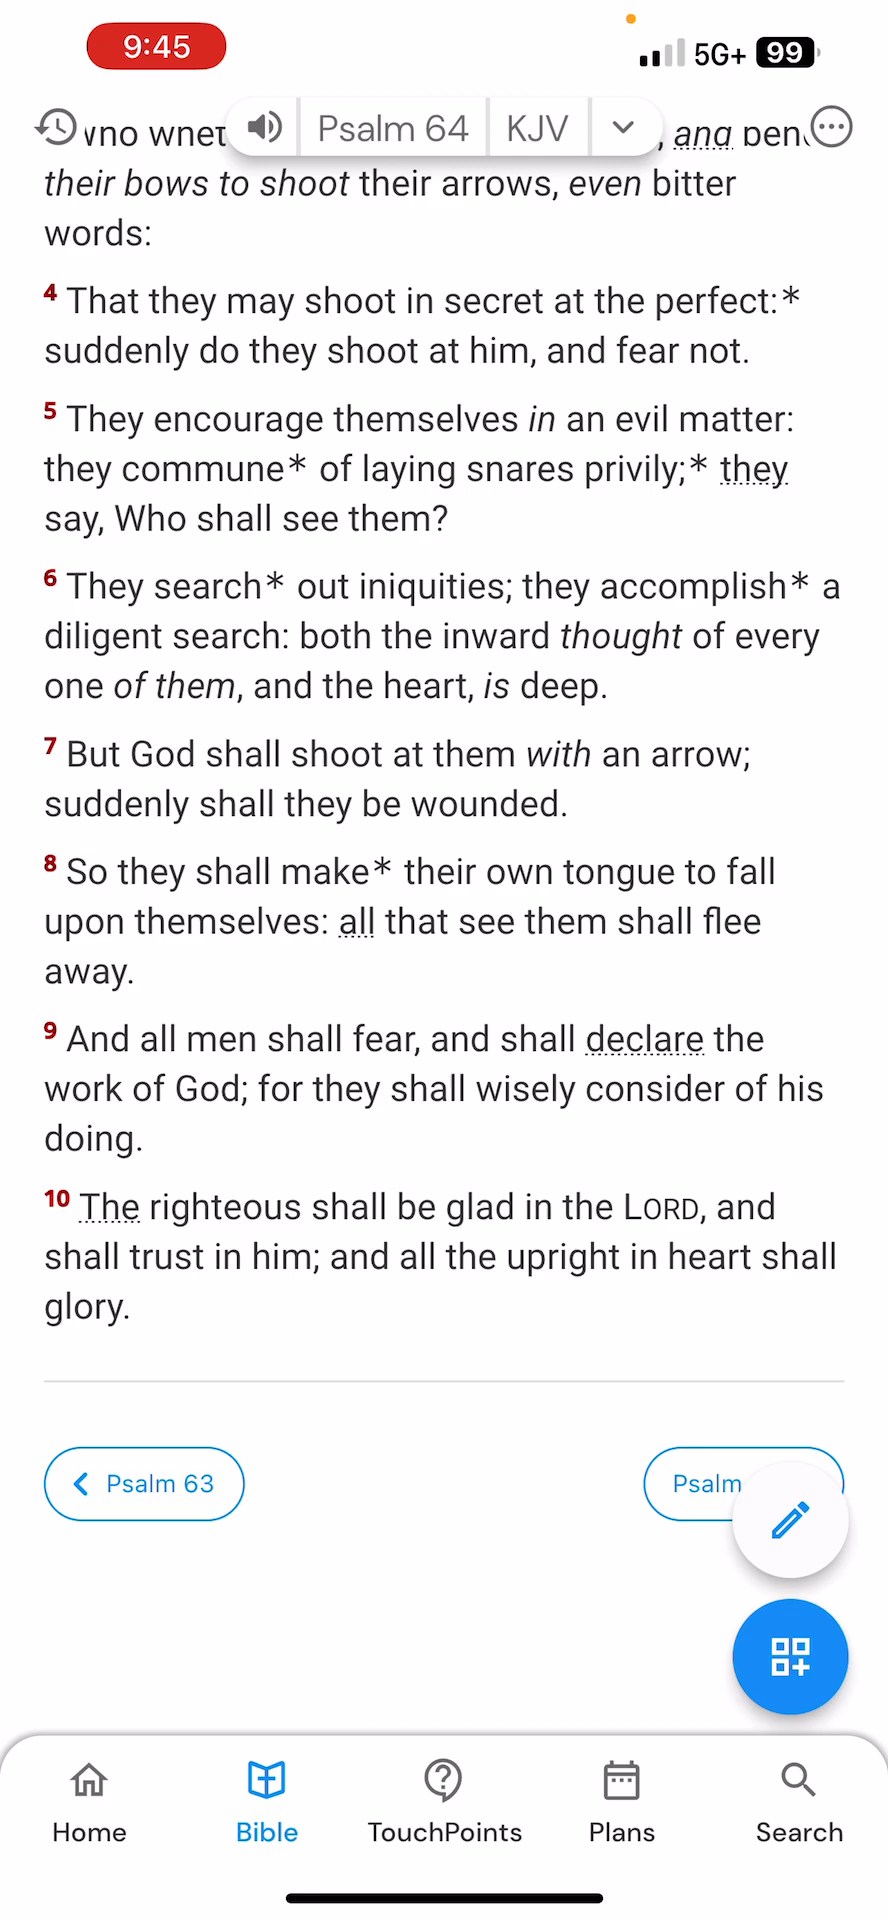 9:45
5G+ 99
Psalm 64 KJV
who whet , and ben
their bows to shoot their arrows, even bitter
words:
4 That they may shoot in secret at the perfect:*
suddenly do they shoot at him, and fear not.
5 They encourage themselves in an evil matter:
they commune* of laying snares privily;* they
say, Who shall see them?
6 They search* out iniquities; they accomplish* a
diligent search: both the inward thought of every
one of them, and the heart, is deep.
7 But God shall shoot at them with an arrow;
suddenly shall they be wounded.
8 So they shall make* their own tongue to fall
upon themselves: all that see them shall flee
away.
9 And all men shall fear, and shall declare the
work of God; for they shall wisely consider of his
doing.
10 The righteous shall be glad in the LORD, and
shall trust in him; and all the upright in heart shall
glory.
Psalm 63
Psalm
Home Bible TouchPoints Plans Search